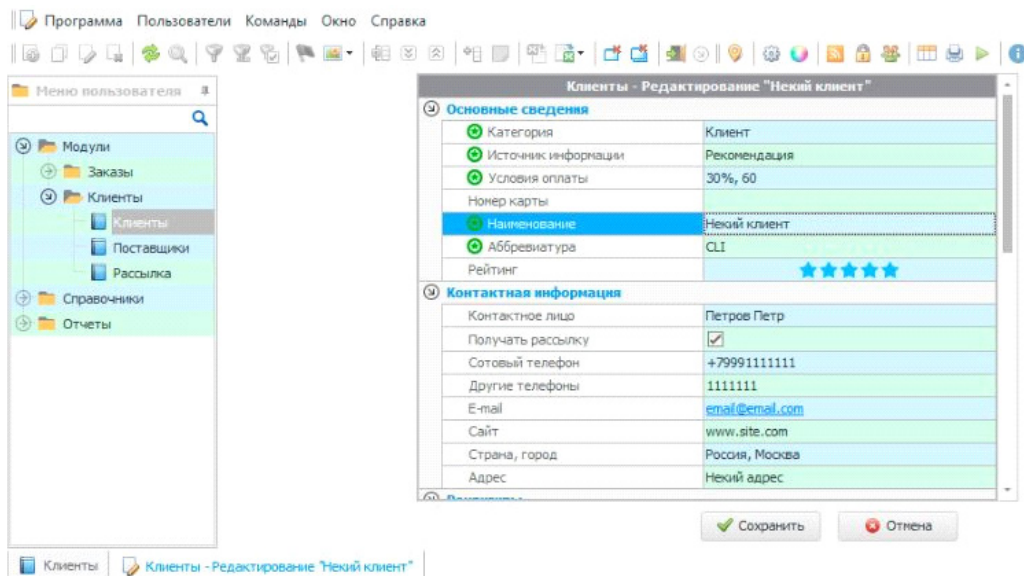 Программа Пользователи Команды Окно Справка
Меню пользователя
Модули
Заказы
Клиенты
Клиенты
Поставщики
Рассылка
Справочники
Отчеты
Клиенты - Редактирование "Некий клиент"
Основные сведения
Категория Клиент
Источник информации Рекомендация
Условия оплаты 30%, 60
Номер карты
Наименование Некий клиент
Аббревиатура CLI
Рейтинг
Контактная информация
Контактное лицо Петров Петр
Получать рассылку
Сотовый телефон +79991111111
Другие телефоны 1111111
E-mail email@email.com
Сайт www.site.com
Страна, город Россия, Москва
Адрес Некий адрес
Сохранить Отмена
Клиенты Клиенты - Редактирование "Некий клиент"